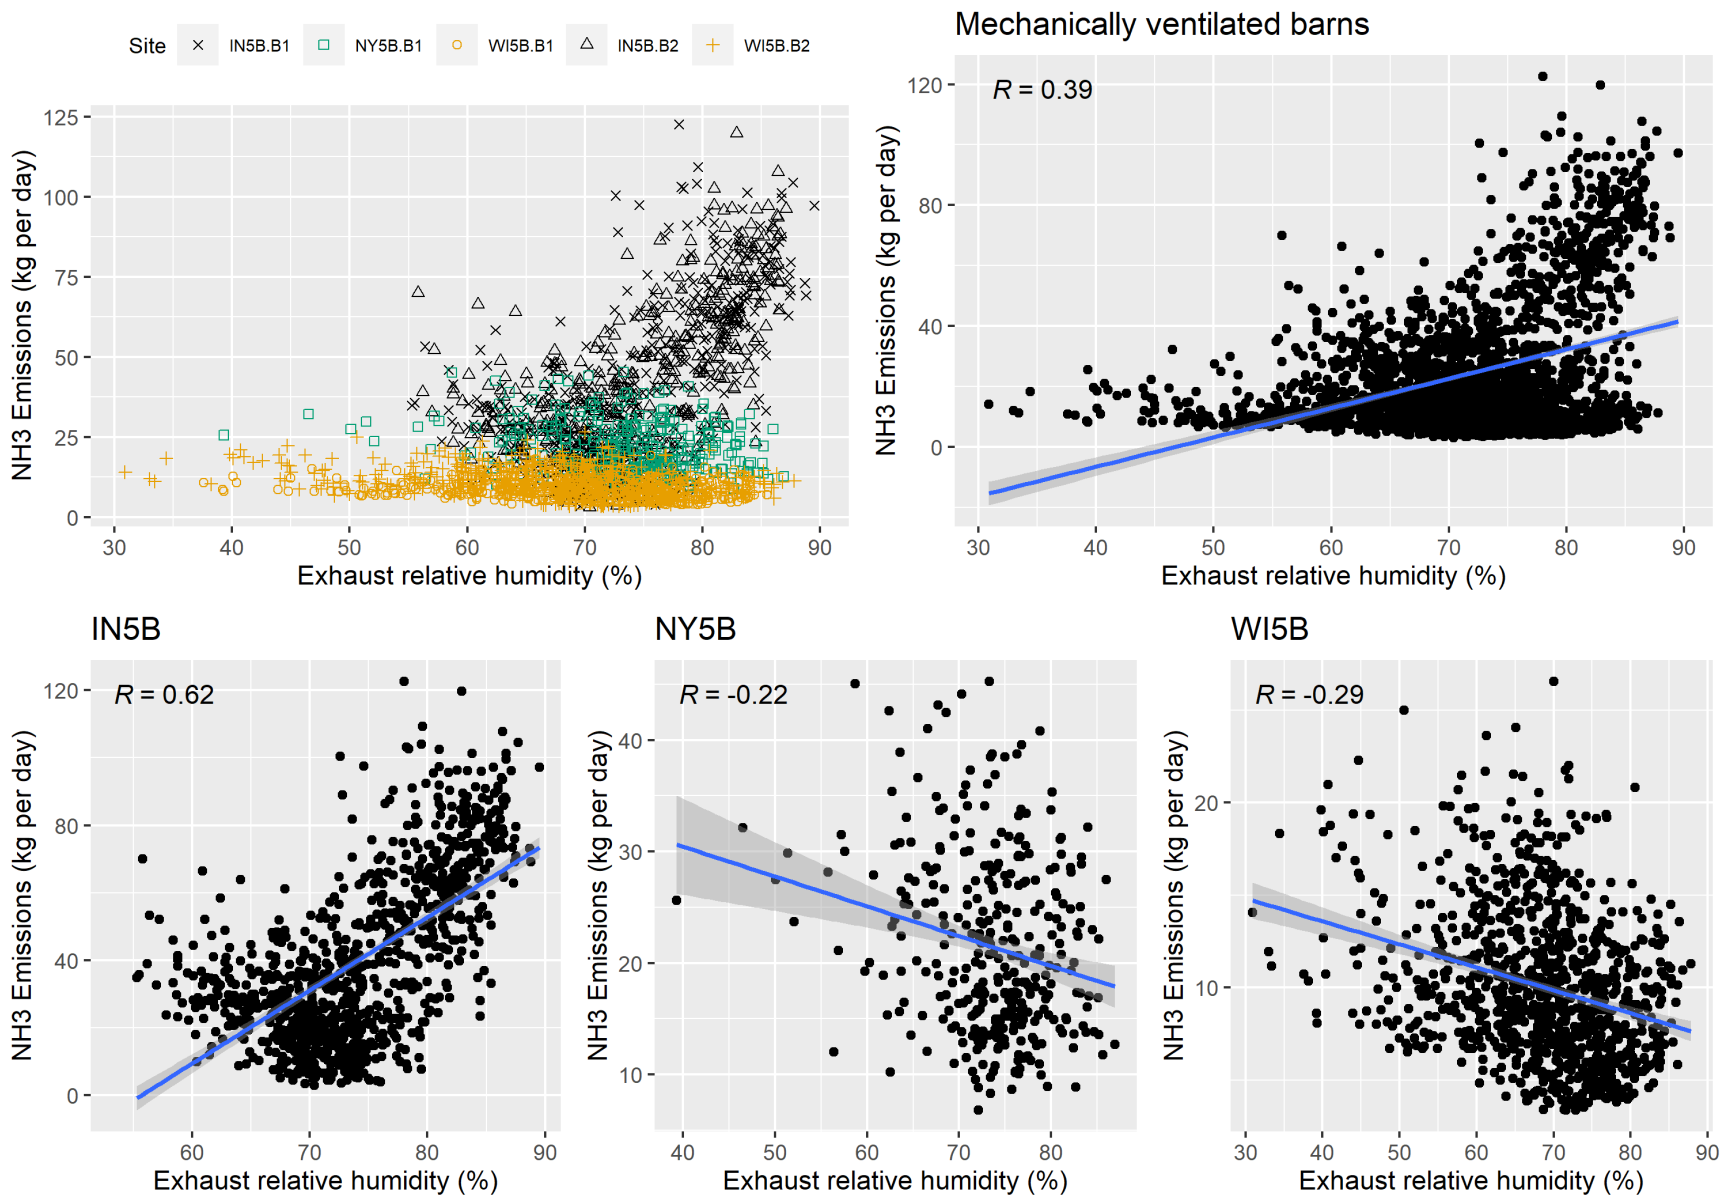 Site IN5B.B1 NY5B.B1 WI5B.B1 IN5B.B2 WI5B.B2
NH3 Emissions (kg per day)
125
100
75
50
25
0
30 40 50 60 70 80 90
Exhaust relative humidity (%)
Mechanically ventilated barns
R = 0.39
NH3 Emissions (kg per day)
120
80
40
0
30 40 50 60 70 80 90
Exhaust relative humidity (%)
IN5B
R = 0.62
NH3 Emissions (kg per day)
120
80
40
0
60 70 80 90
Exhaust relative humidity (%)
NY5B
R = -0.22
NH3 Emissions (kg per day)
40
30
20
10
40 50 60 70 80
Exhaust relative humidity (%)
WI5B
R = -0.29
NH3 Emissions (kg per day)
20
10
30 40 50 60 70 80 90
Exhaust relative humidity (%)